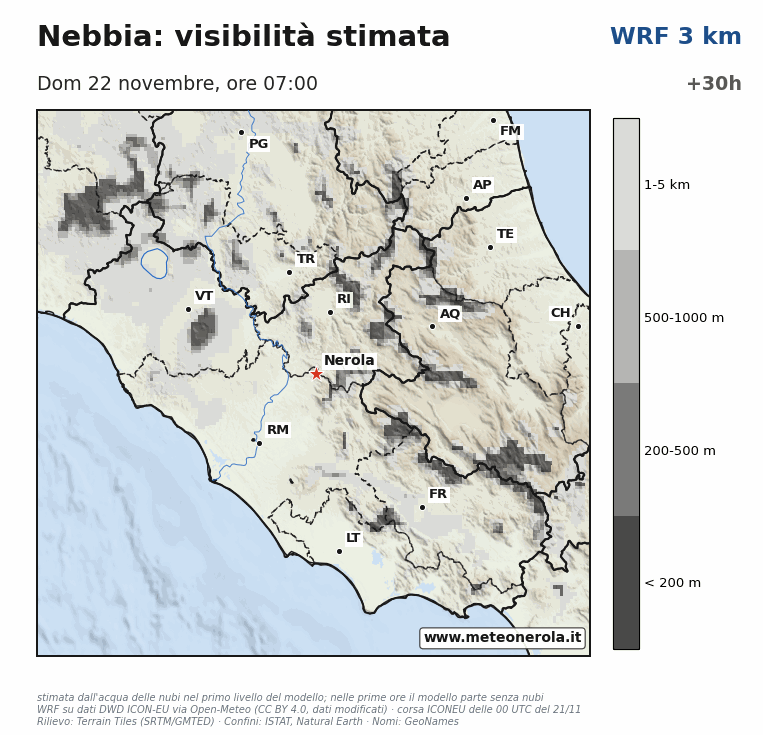 Nebbia: visibilità stimata
WRF 3 km
Dom 22 novembre, ore 07:00
+30h
FM
PG
AP
TE
TR
VT
RI
AQ
CH
Nerola
RM
FR
LT
www.meteonerola.it
1-5 km
500-1000 m
200-500 m
< 200 m
stimata dall'acqua delle nubi nel primo livello del modello; nelle prime ore il modello parte senza nubi
WRF su dati DWD ICON-EU via Open-Meteo (CC BY 4.0, dati modificati) · corsa ICONEU delle 00 UTC del 21/11
Rilievo: Terrain Tiles (SRTM/GMTED) · Confini: ISTAT, Natural Earth · Nomi: GeoNames